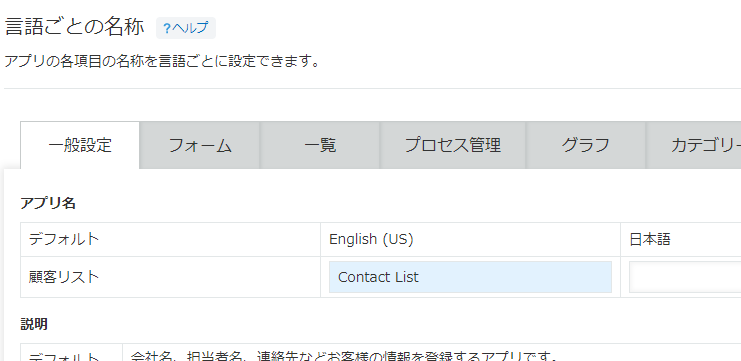 言語ごとの名称 ?ヘルプ
アプリの各項目の名称を言語ごとに設定できます。
一般設定 フォーム 一覧 プロセス管理 グラフ カテゴリー
アプリ名
デフォルト English (US) 日本語
顧客リスト Contact List
説明
デフォルト 会社名、担当者名、連絡先などお客様の情報を登録するアプリです。